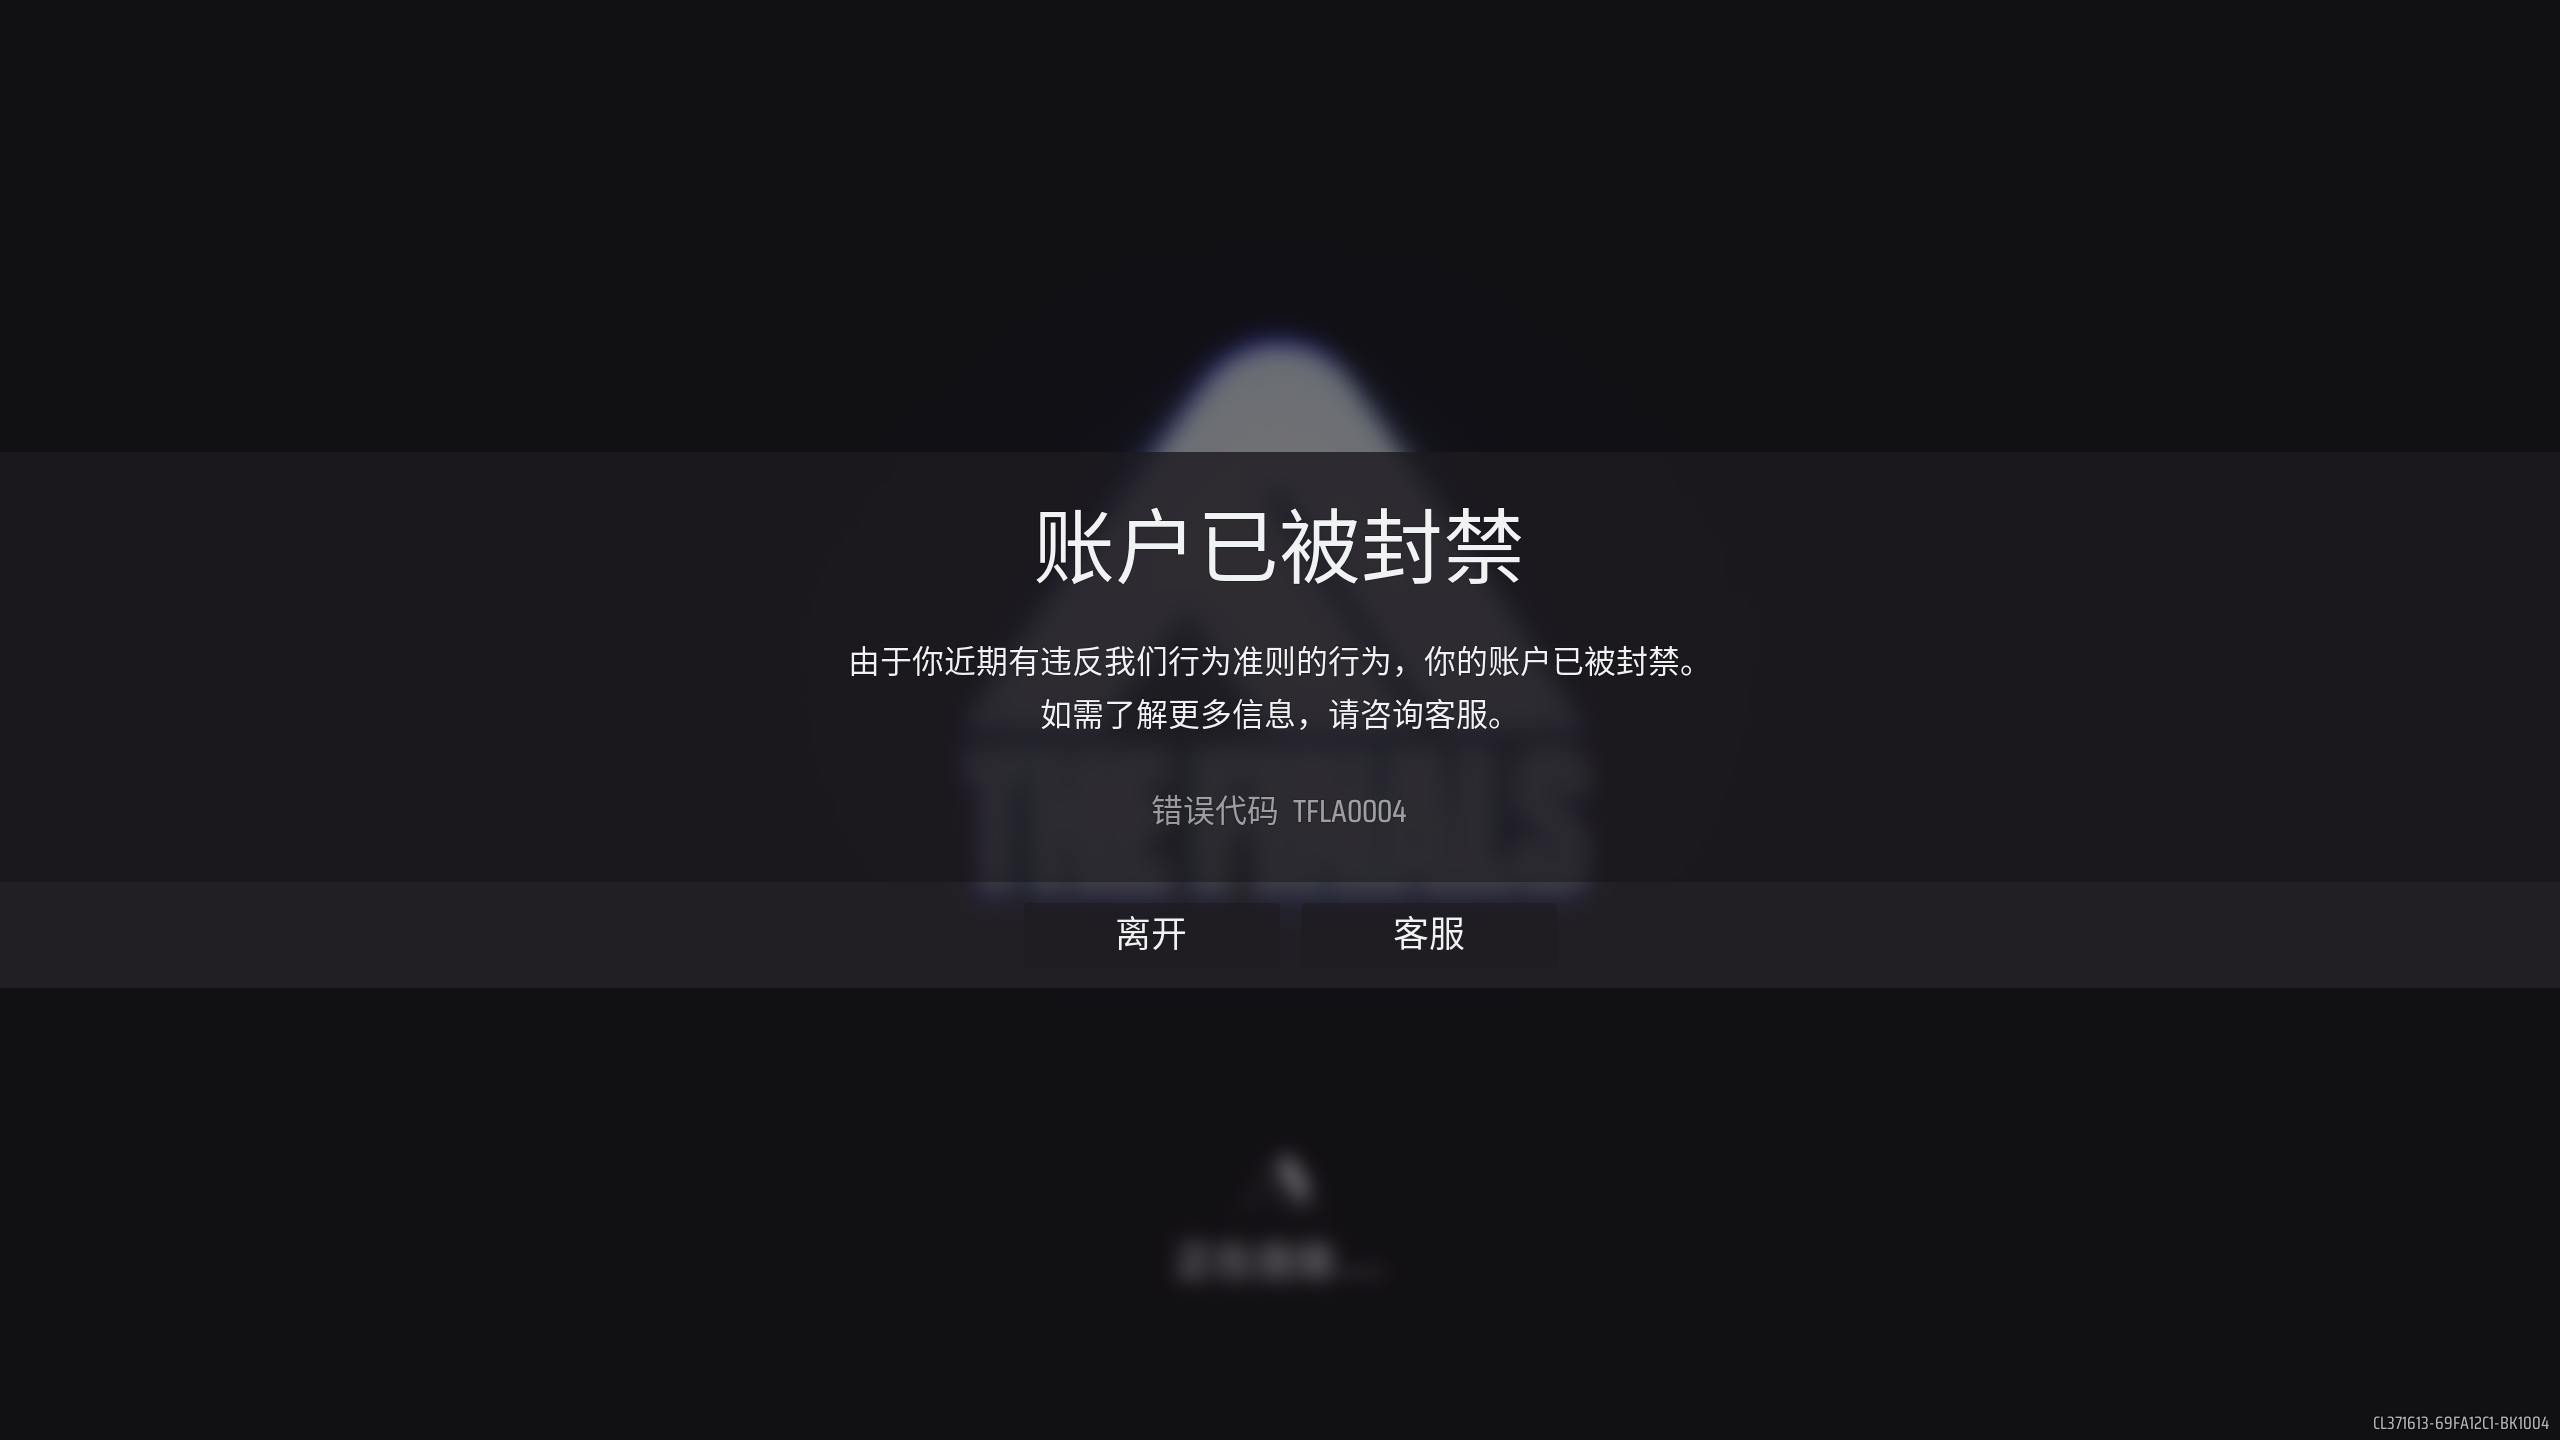 账户已被封禁
由于你近期有违反我们行为准则的行为，你的账户已被封禁。
如需了解更多信息，请咨询客服。
THE FINALS
错误代码 TFLA0004
离开 客服
CL371613-69FA12C1-BK1004